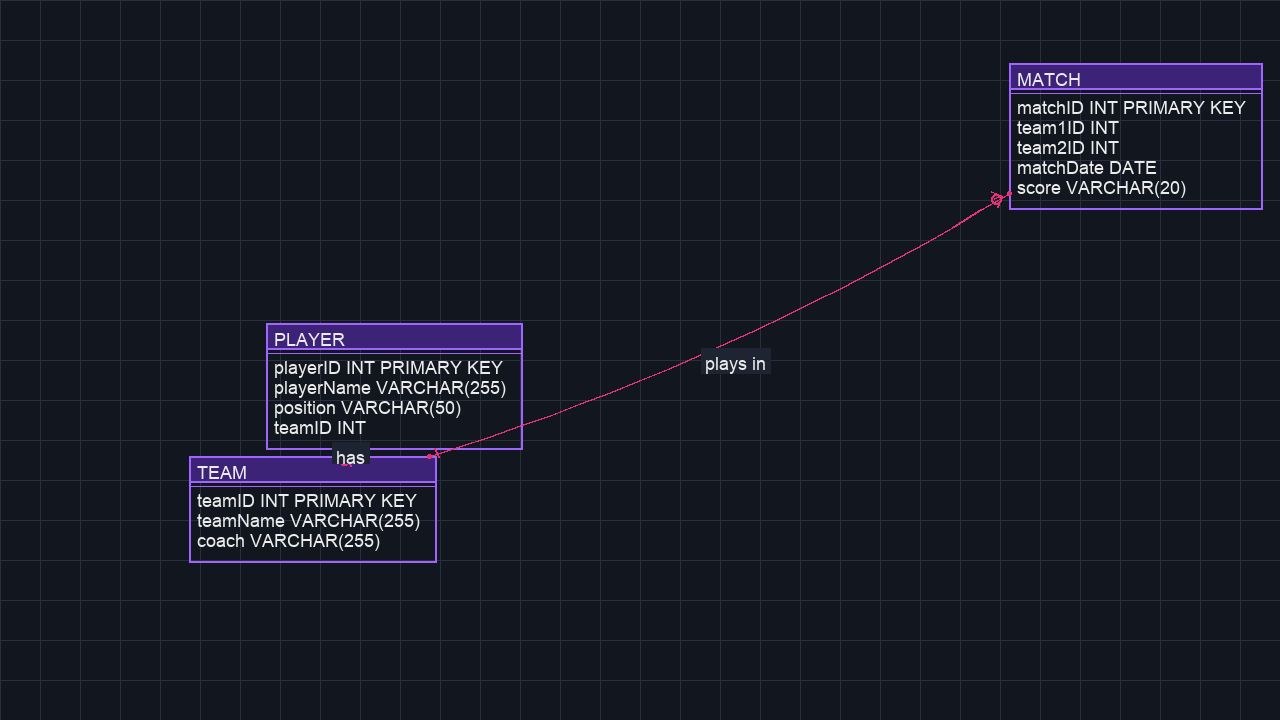 MATCH
matchID INT PRIMARY KEY
team1ID INT
team2ID INT
matchDate DATE
score VARCHAR(20)
PLAYER
playerID INT PRIMARY KEY
playerName VARCHAR(255)
position VARCHAR(50)
teamID INT
plays in
has
TEAM
teamID INT PRIMARY KEY
teamName VARCHAR(255)
coach VARCHAR(255)